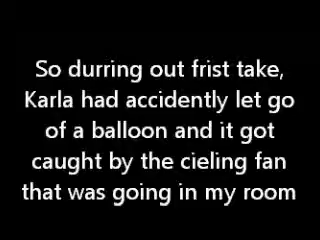 So durring out frist take,
Karla had accidently let go
of a balloon and it got
caught by the cieling fan
that was going in my room